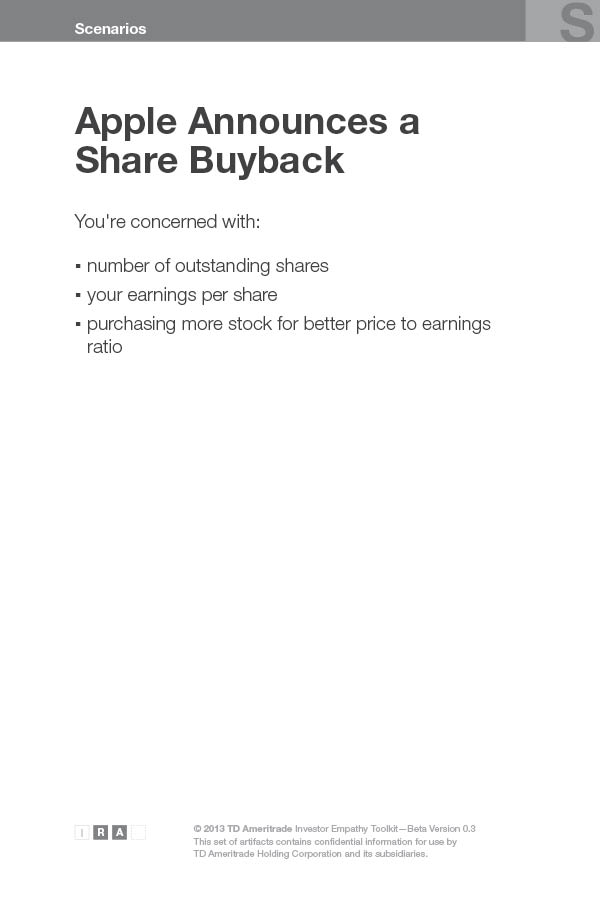 Scenarios
S
Apple Announces a
Share Buyback
You're concerned with:
▪ number of outstanding shares
▪ your earnings per share
▪ purchasing more stock for better price to earnings
ratio
I R A
© 2013 TD Ameritrade Investor Empathy Toolkit—Beta Version 0.3
This set of artifacts contains confidential information for use by
TD Ameritrade Holding Corporation and its subsidiaries.